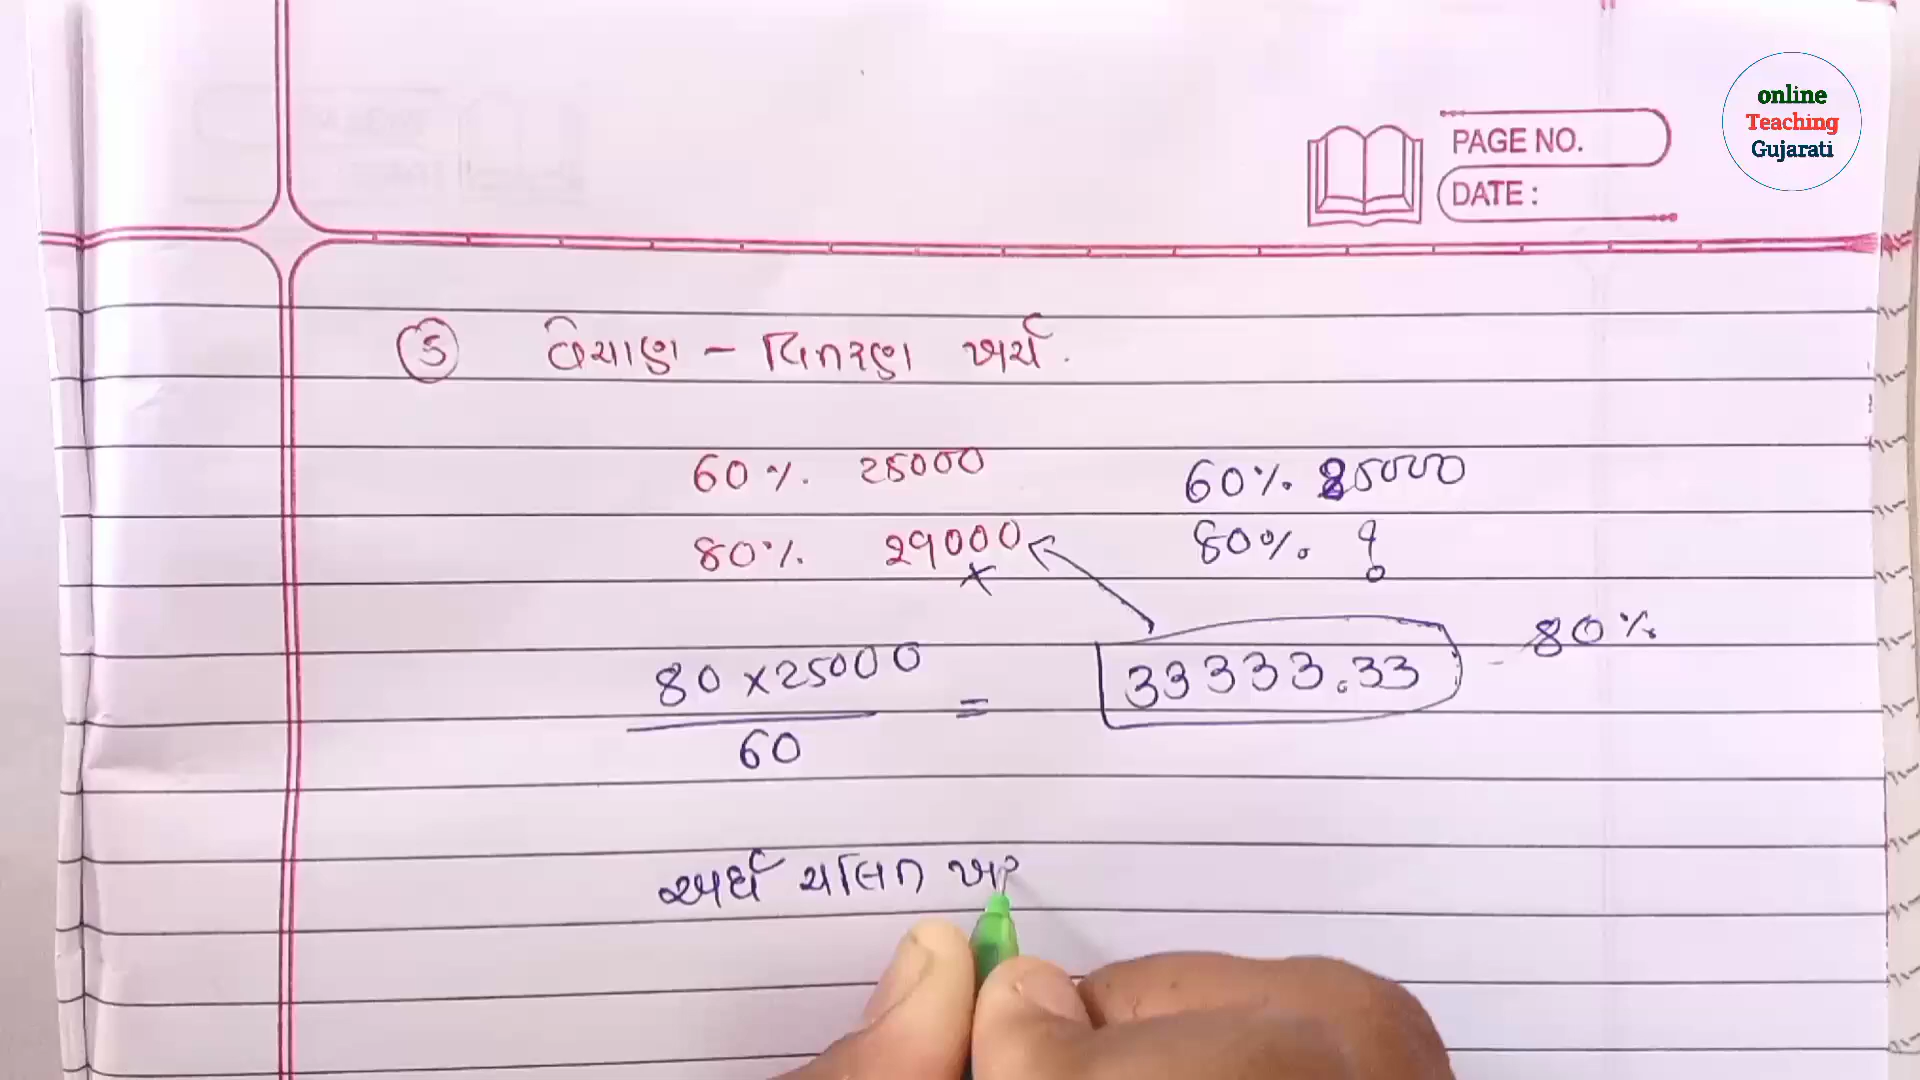 online
Teaching
Gujarati
PAGE NO.
DATE :
5 વેચાણ - વિતરણ ખર્ચ.
60 %. 25000 60 %. 25000
80 %. 29000 80 %. ?
x
80 %
80 x 25000 = 33333.33
60
અર્ધ ચલિત